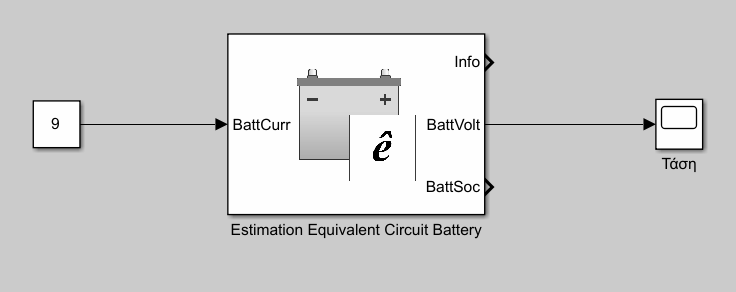 Info
9
BattCurr
− +
BattVolt
ê
BattSoc
Τάση
Estimation Equivalent Circuit Battery